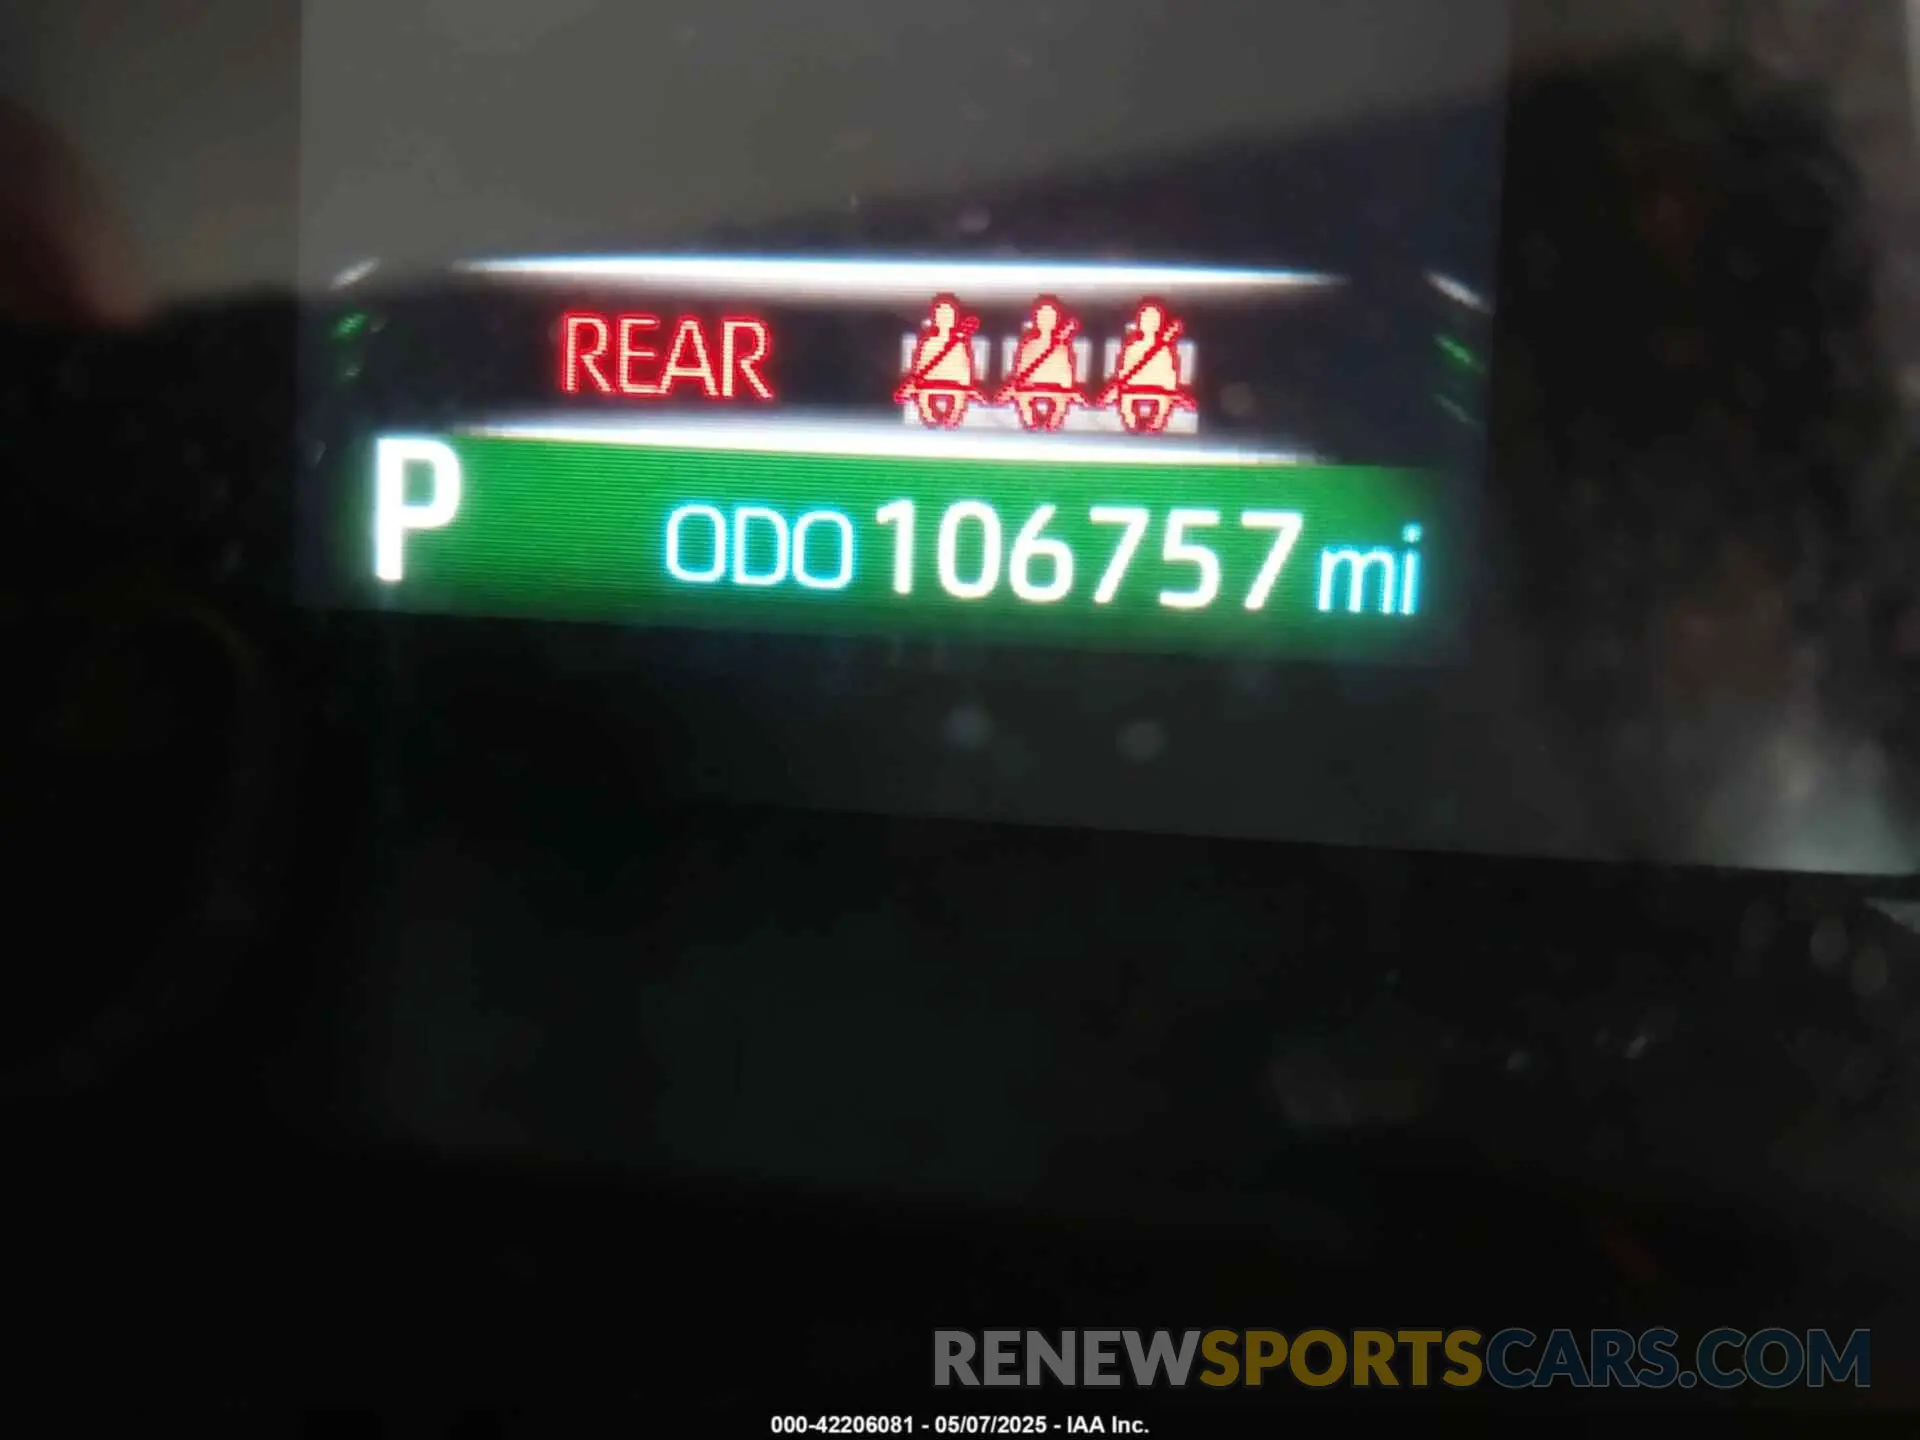 REAR
P ODO 106757 mi
RENEWSPORTSCARS.COM
000-42206081 - 05/07/2025 - IAA Inc.